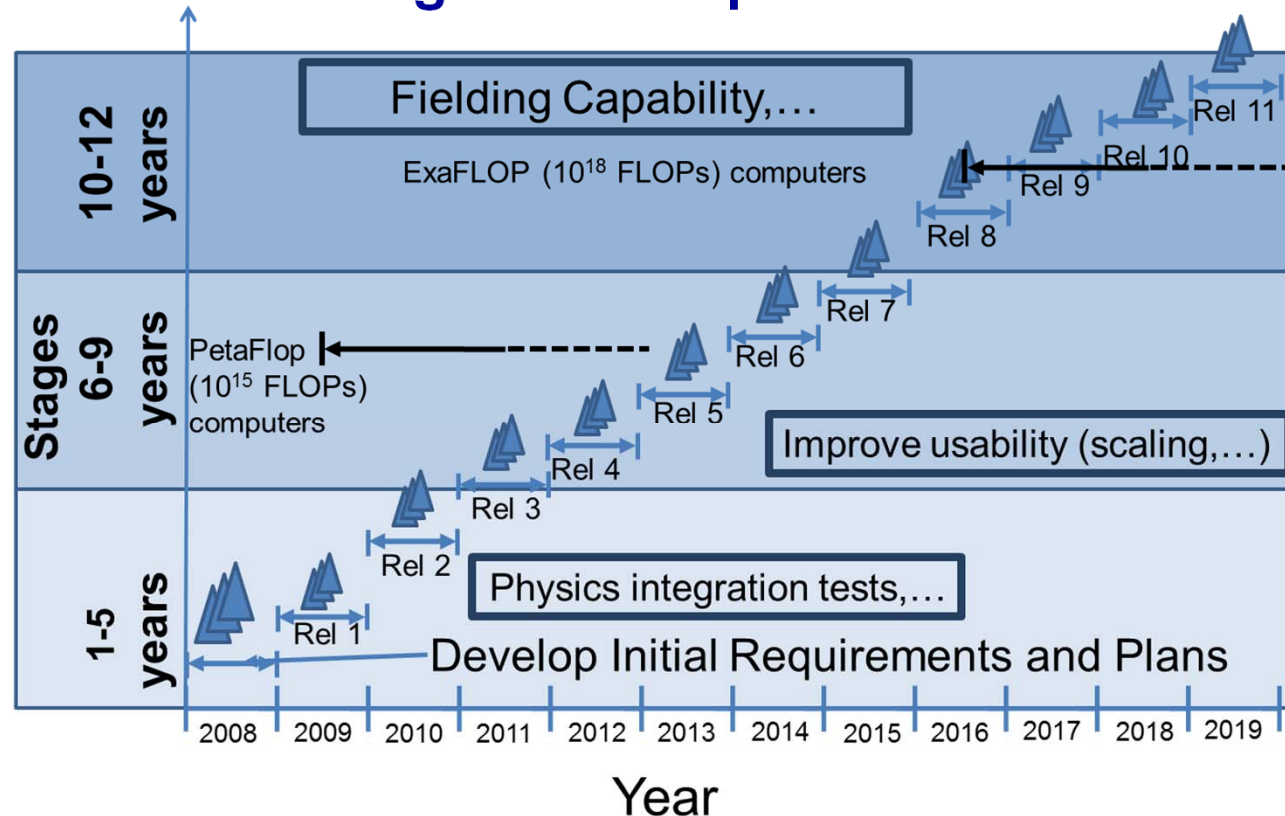 Fielding Capability,…
ExaFLOP (10¹⁸ FLOPs) computers
Rel 11
Rel 10
Rel 9
Rel 8
10-12
years
Rel 7
Rel 6
Rel 5
Rel 4
PetaFlop
(10¹⁵ FLOPs)
computers
Improve usability (scaling,…)
Stages
6-9
years
Rel 3
Rel 2
Rel 1
Physics integration tests,…
Develop Initial Requirements and Plans
1-5
years
2008 2009 2010 2011 2012 2013 2014 2015 2016 2017 2018 2019
Year